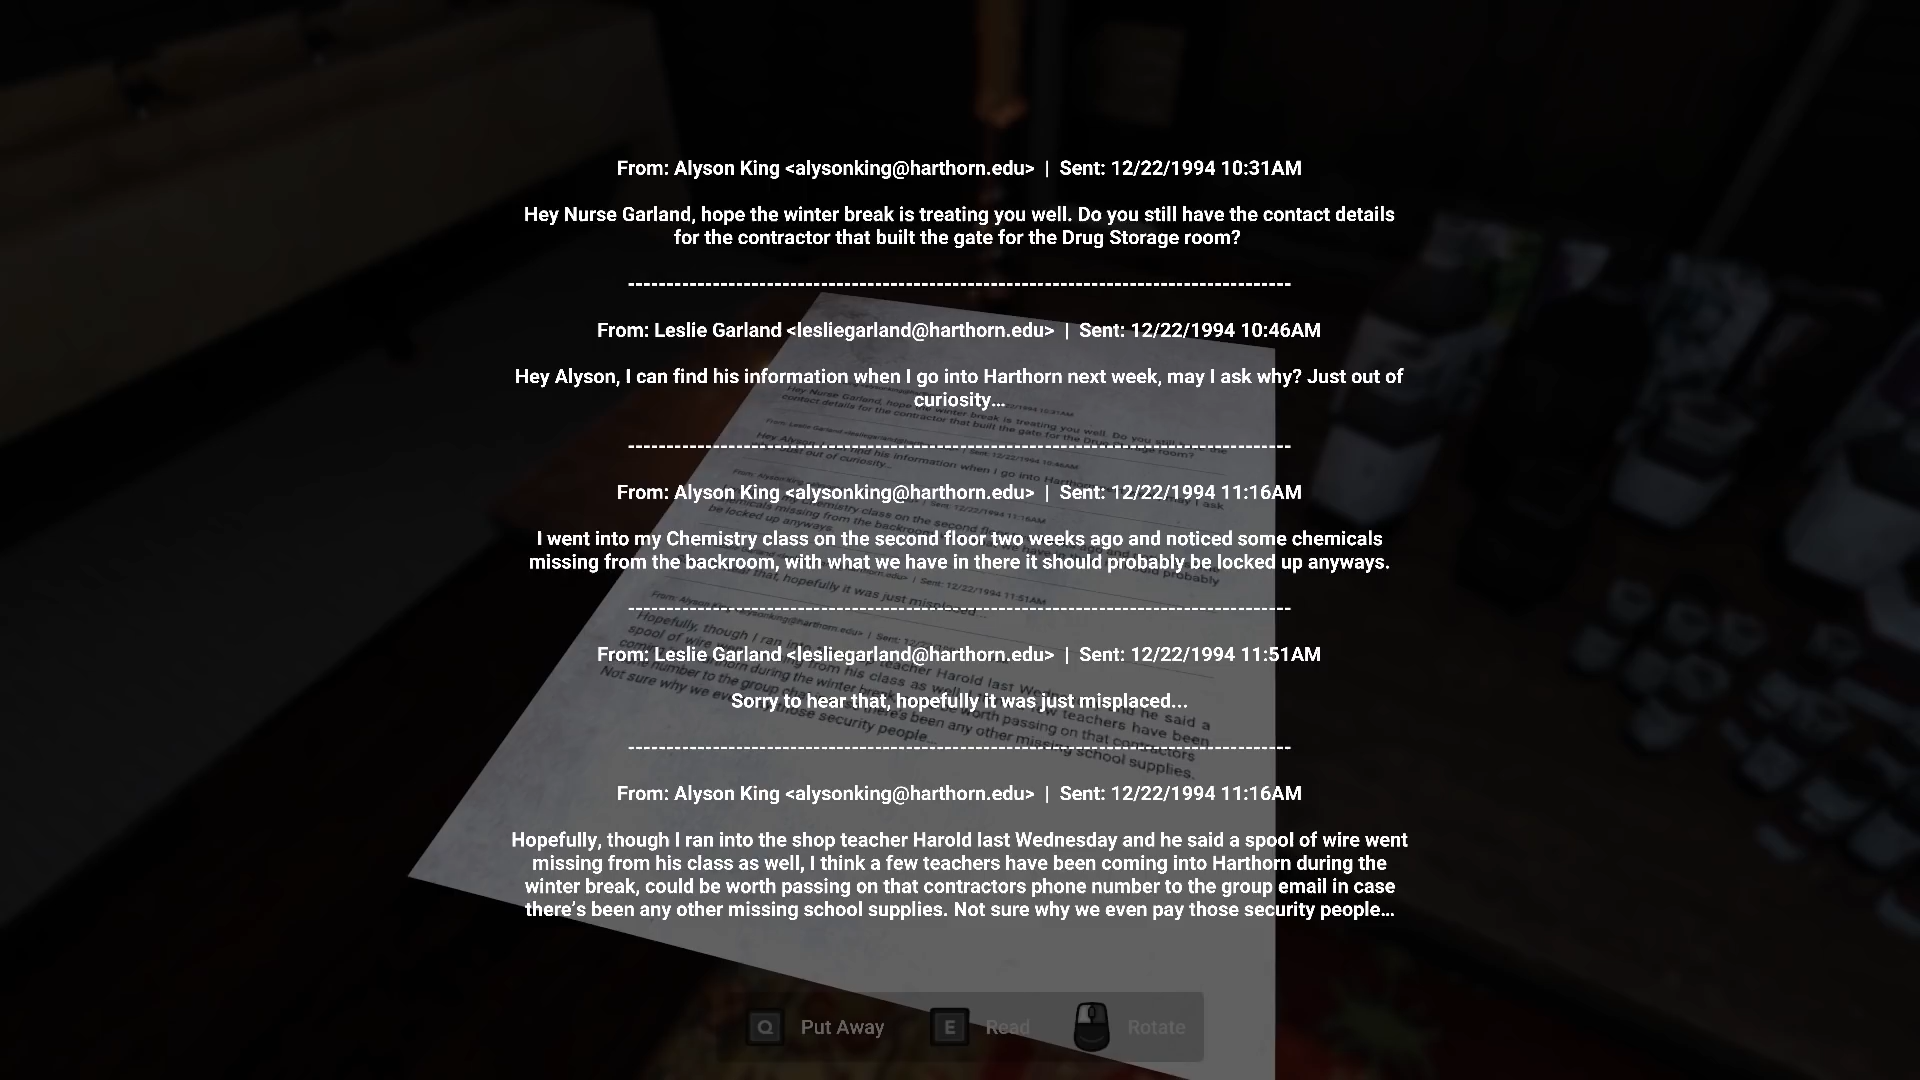 From: Alyson King <alysonking@harthorn.edu> | Sent: 12/22/1994 10:31AM
Hey Nurse Garland, hope the winter break is treating you well. Do you still have the contact details
for the contractor that built the gate for the Drug Storage room?
--------------------------------------------------------------------------------------
From: Leslie Garland <lesliegarland@harthorn.edu> | Sent: 12/22/1994 10:46AM
Hey Alyson, I can find his information when I go into Harthorn next week, may I ask why? Just out of
curiosity...
--------------------------------------------------------------------------------------
From: Alyson King <alysonking@harthorn.edu> | Sent: 12/22/1994 11:16AM
I went into my Chemistry class on the second floor two weeks ago and noticed some chemicals
missing from the backroom, with what we have in there it should probably be locked up anyways.
--------------------------------------------------------------------------------------
From: Leslie Garland <lesliegarland@harthorn.edu> | Sent: 12/22/1994 11:51AM
Sorry to hear that, hopefully it was just misplaced...
--------------------------------------------------------------------------------------
From: Alyson King <alysonking@harthorn.edu> | Sent: 12/22/1994 11:16AM
Hopefully, though I ran into the shop teacher Harold last Wednesday and he said a spool of wire went
missing from his class as well, I think a few teachers have been coming into Harthorn during the
winter break, could be worth passing on that contractors phone number to the group email in case
there's been any other missing school supplies. Not sure why we even pay those security people...
Q Put Away E Read Rotate